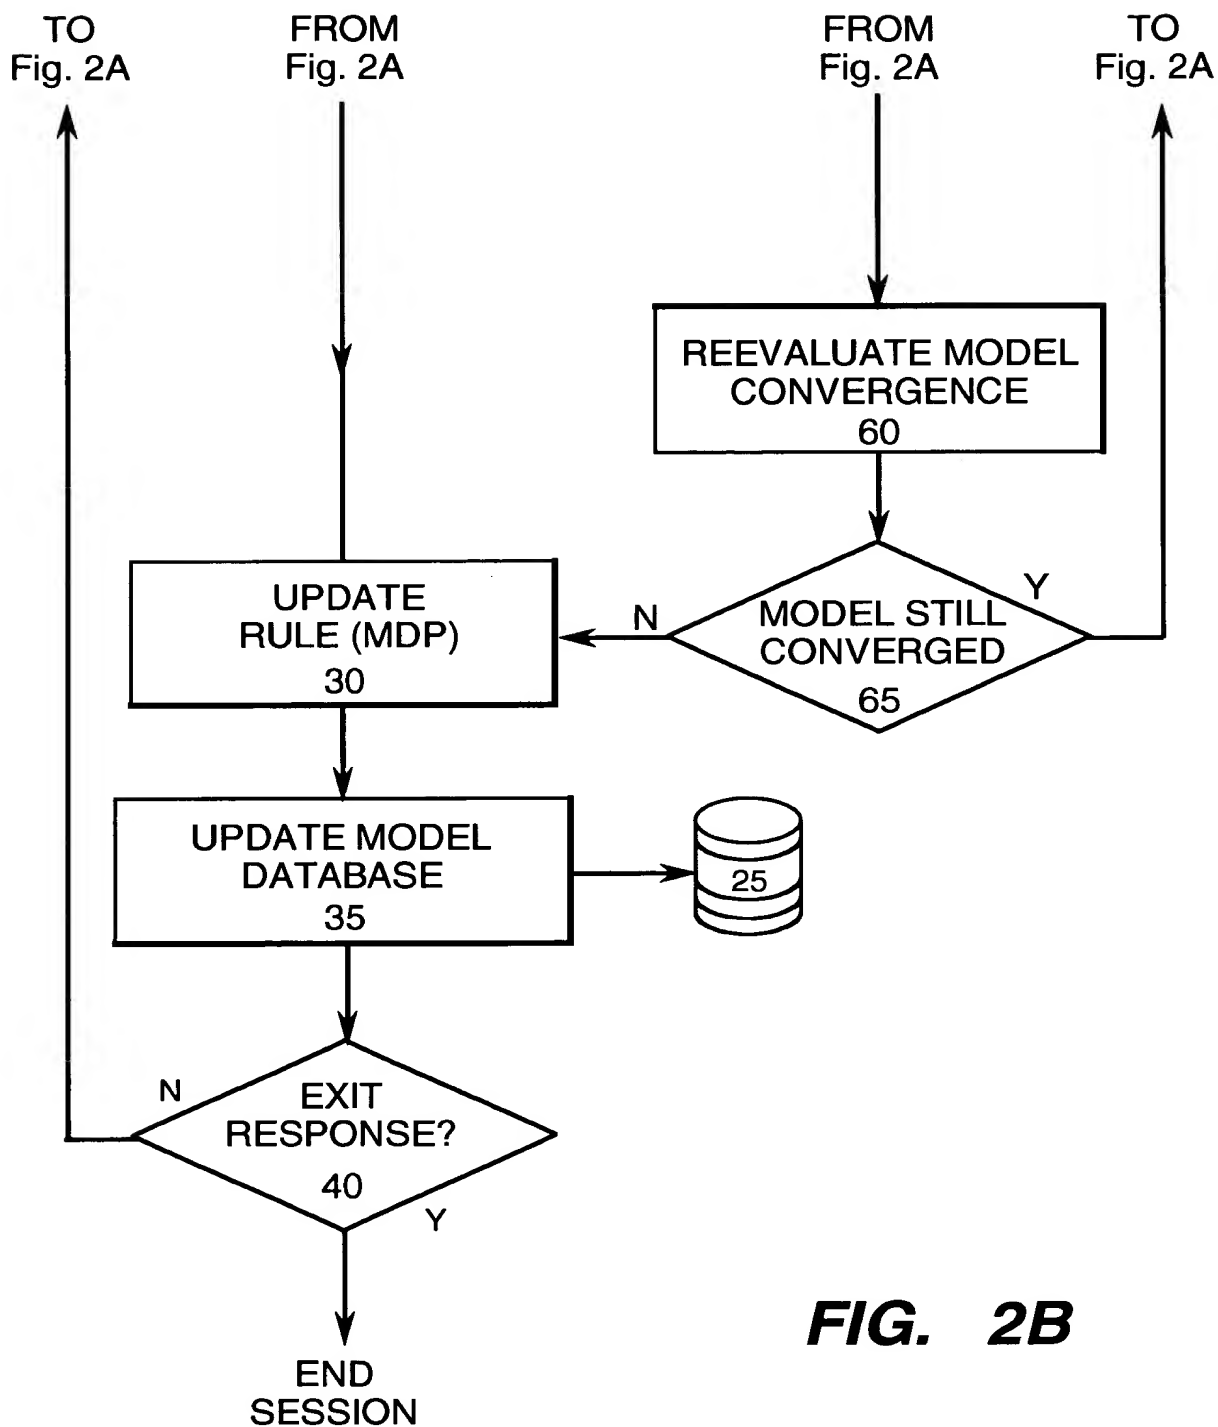 TO
Fig. 2A
FROM
Fig. 2A
FROM
Fig. 2A
TO
Fig. 2A
REEVALUATE MODEL
CONVERGENCE
60
UPDATE
RULE (MDP)
30
N
MODEL STILL
CONVERGED
65
Y
UPDATE MODEL
DATABASE
35
25
N
EXIT
RESPONSE?
40
Y
END
SESSION
FIG. 2B